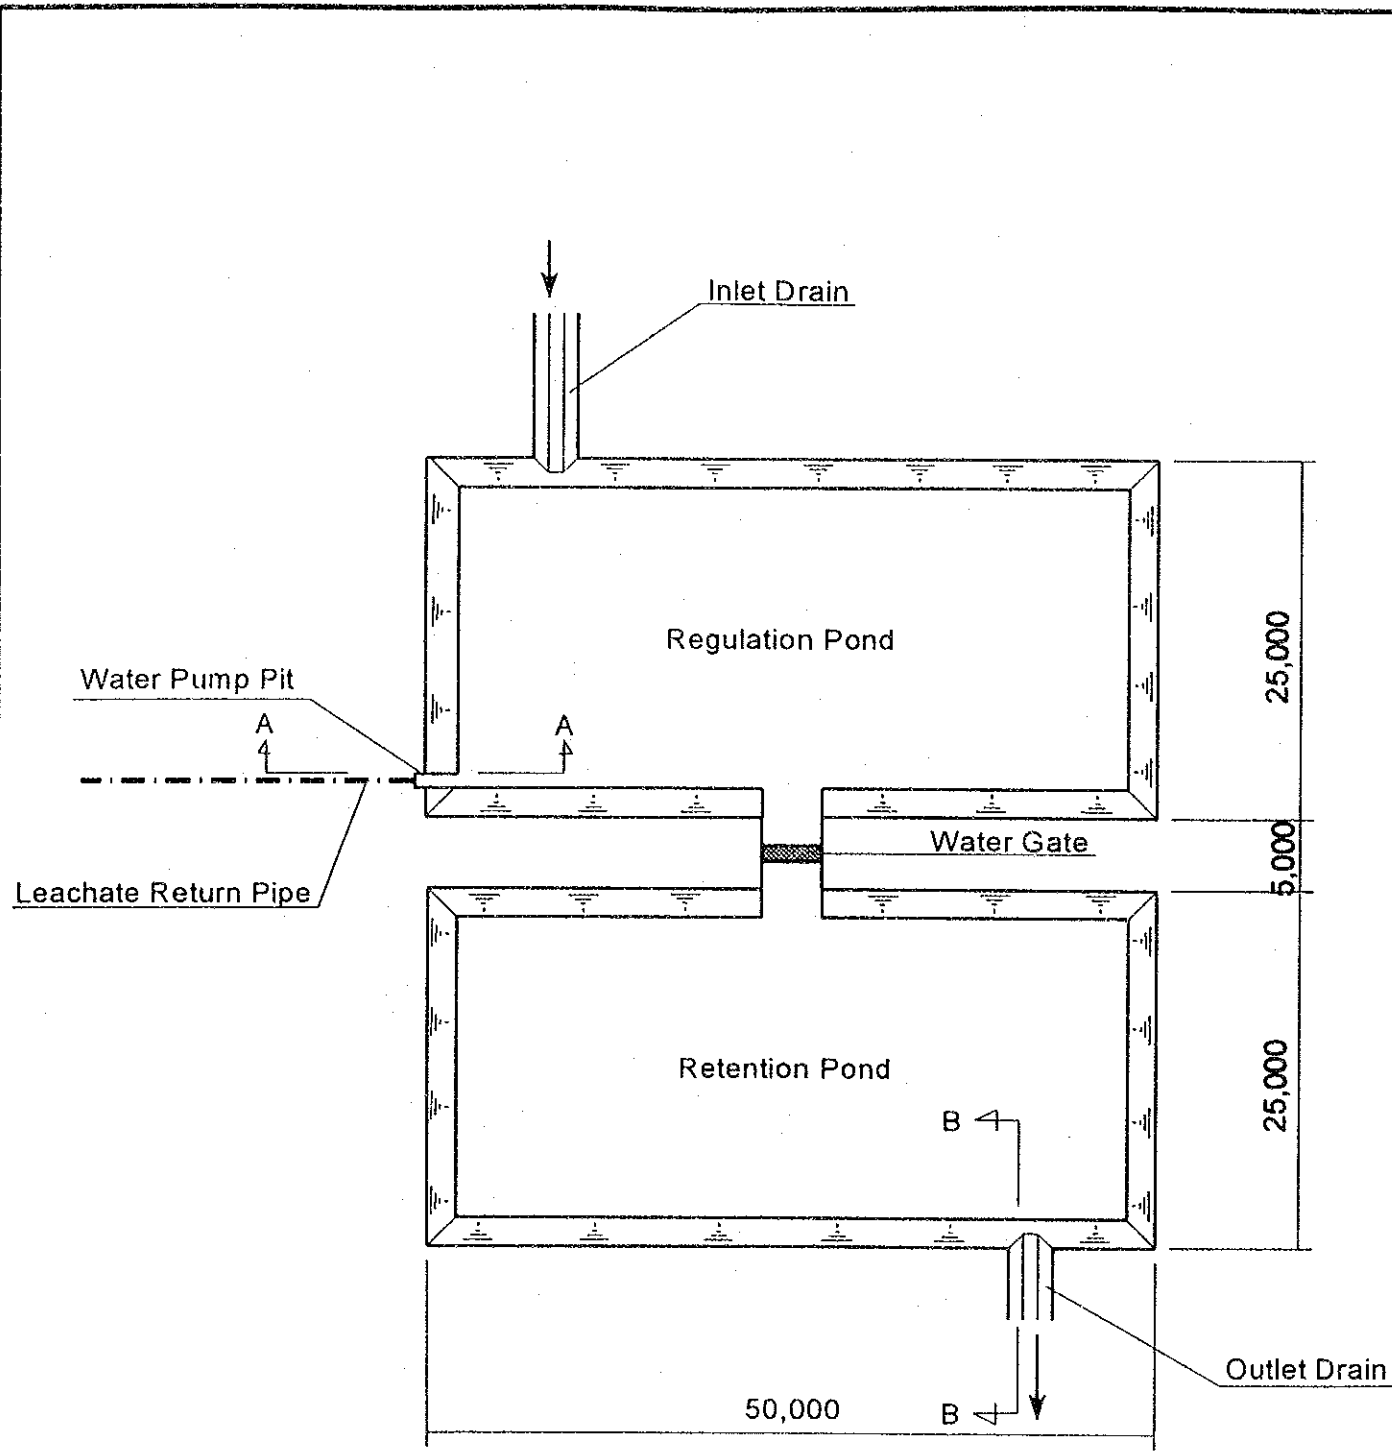 Inlet Drain
Regulation Pond
25,000
Water Pump Pit
A
A
Water Gate
5,000
Leachate Return Pipe
Retention Pond
25,000
B
Outlet Drain
50,000
B